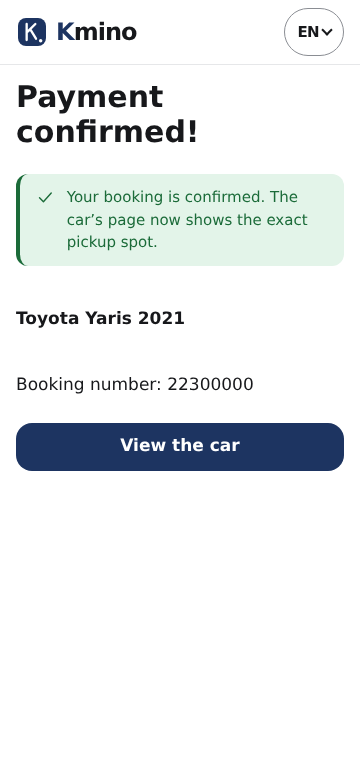 K. Kmino
EN
Payment
confirmed!
Your booking is confirmed. The
car’s page now shows the exact
pickup spot.
Toyota Yaris 2021
Booking number: 22300000
View the car